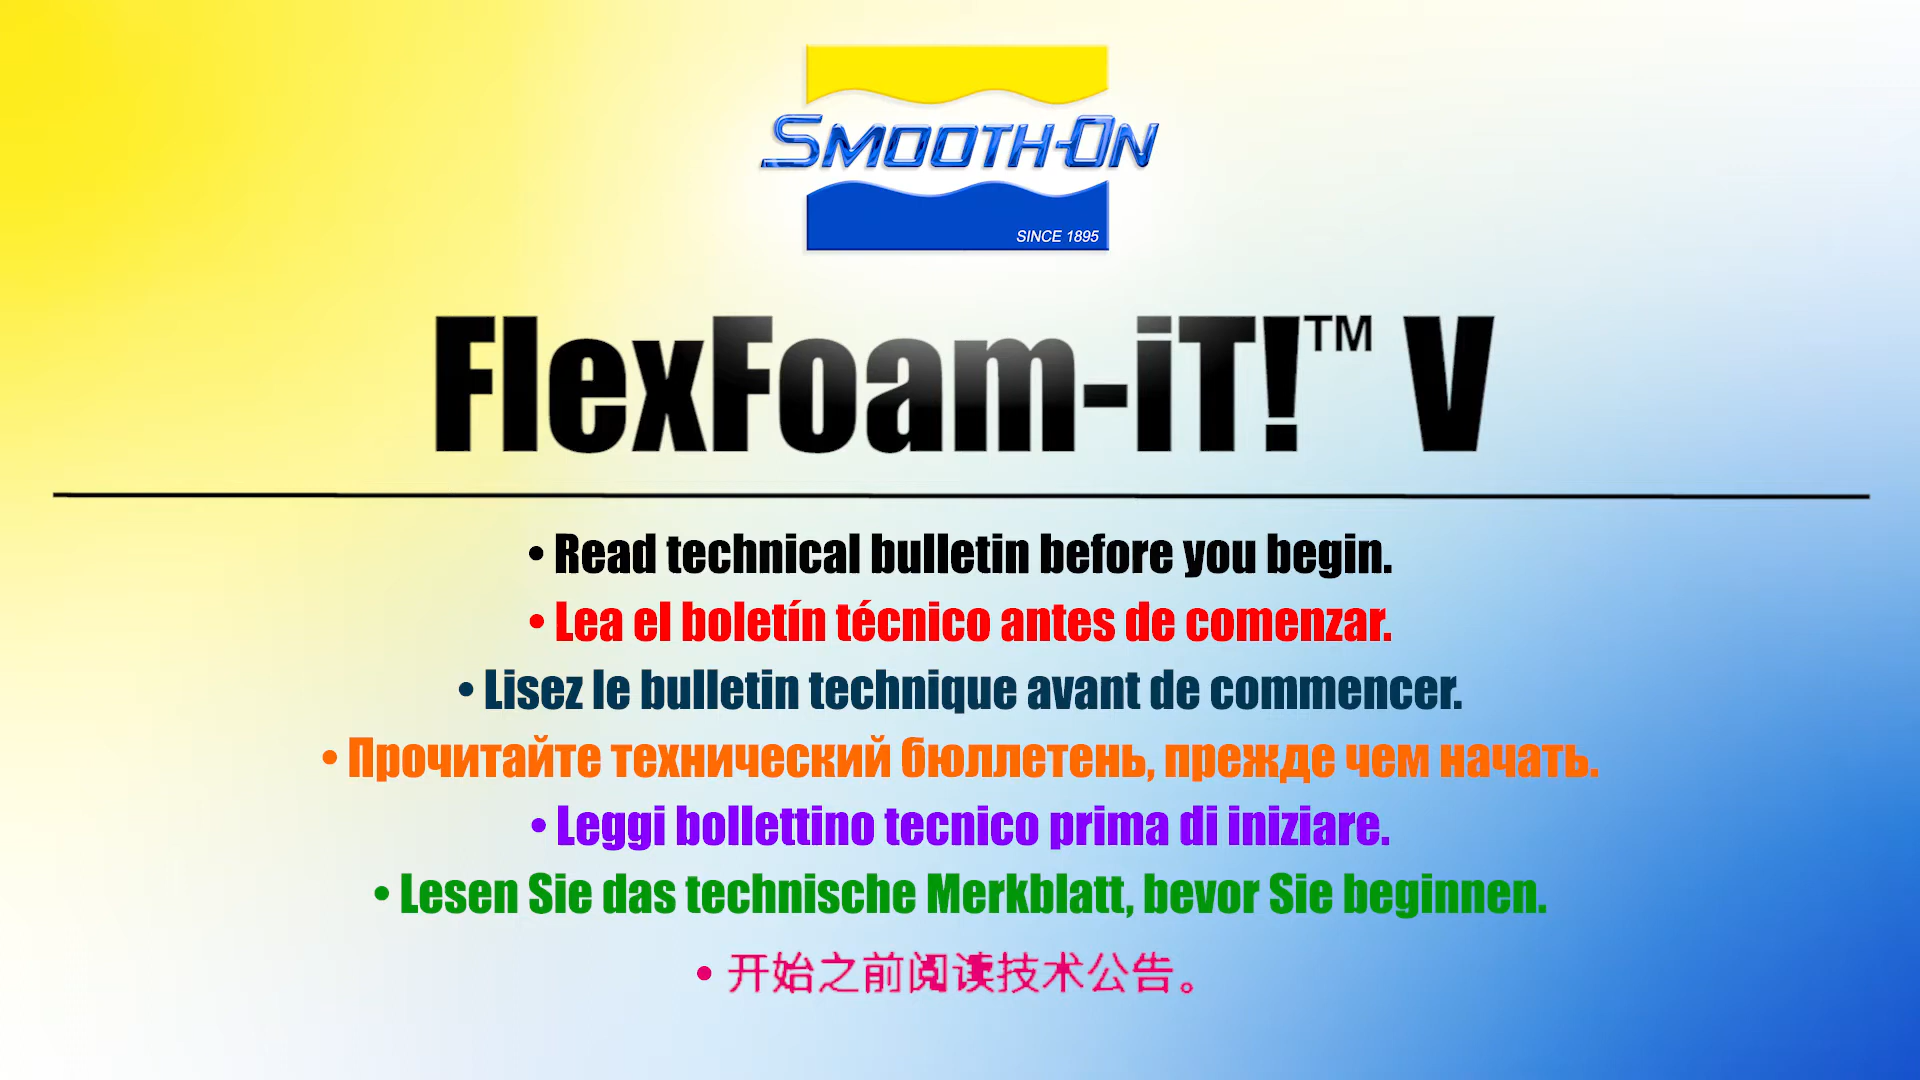 SMOOTH-ON
SINCE 1895
FlexFoam-iT!™ V
• Read technical bulletin before you begin.
• Lea el boletín técnico antes de comenzar.
• Lisez le bulletin technique avant de commencer.
• Прочитайте технический бюллетень, прежде чем начать.
• Leggi bollettino tecnico prima di iniziare.
• Lesen Sie das technische Merkblatt, bevor Sie beginnen.
• 开始之前阅读技术公告。